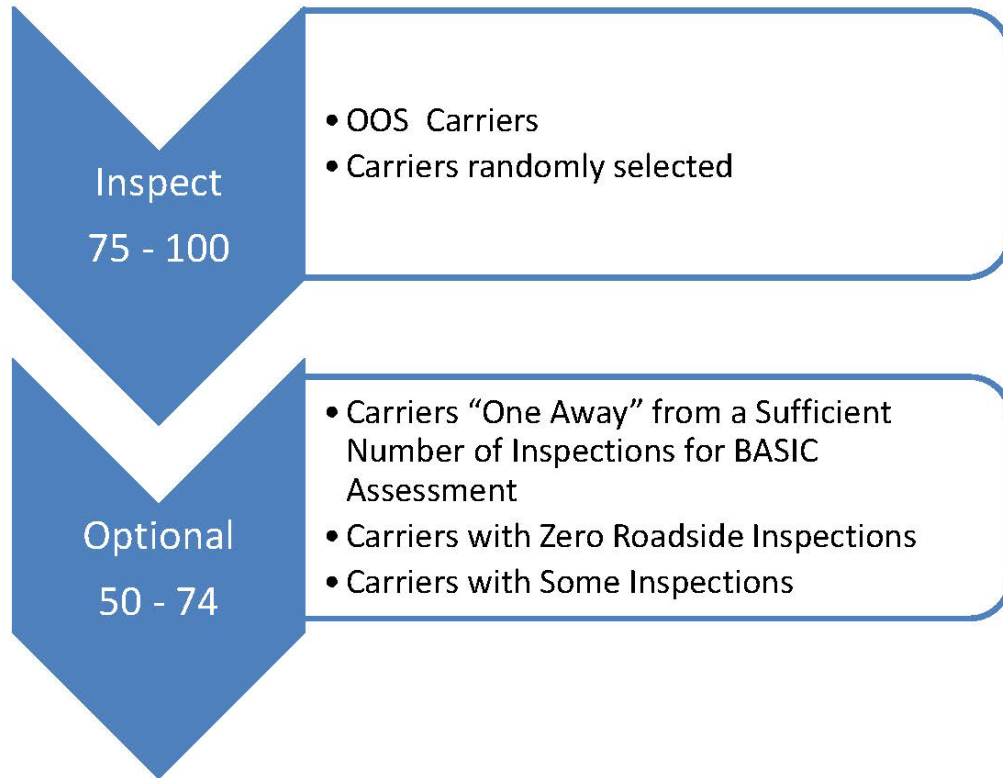 Inspect
75 - 100
• OOS  Carriers
• Carriers randomly selected
Optional
50 - 74
• Carriers “One Away” from a Sufficient
Number of Inspections for BASIC
Assessment
• Carriers with Zero Roadside Inspections
• Carriers with Some Inspections